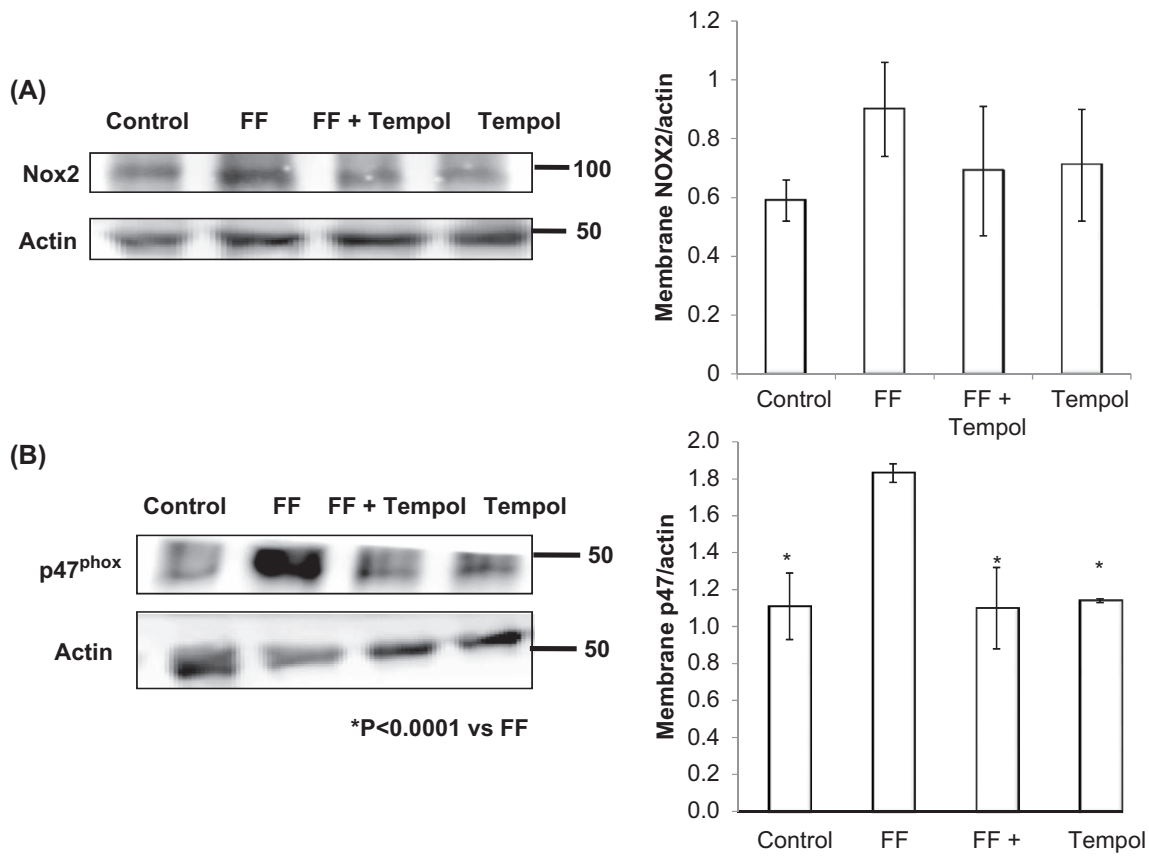 (A)
Control FF FF + Tempol Tempol
Nox2 100
Actin 50
Membrane NOX2/actin
1.2
1
0.8
0.6
0.4
0.2
0
Control FF FF + Tempol
Tempol
(B)
Control FF FF + Tempol Tempol
p47phox 50
Actin 50
*P<0.0001 vs FF
Membrane p47/actin
2.0
1.8
1.6
1.4
1.2
1.0
0.8
0.6
0.4
0.2
0.0
* * *
Control FF FF + Tempol